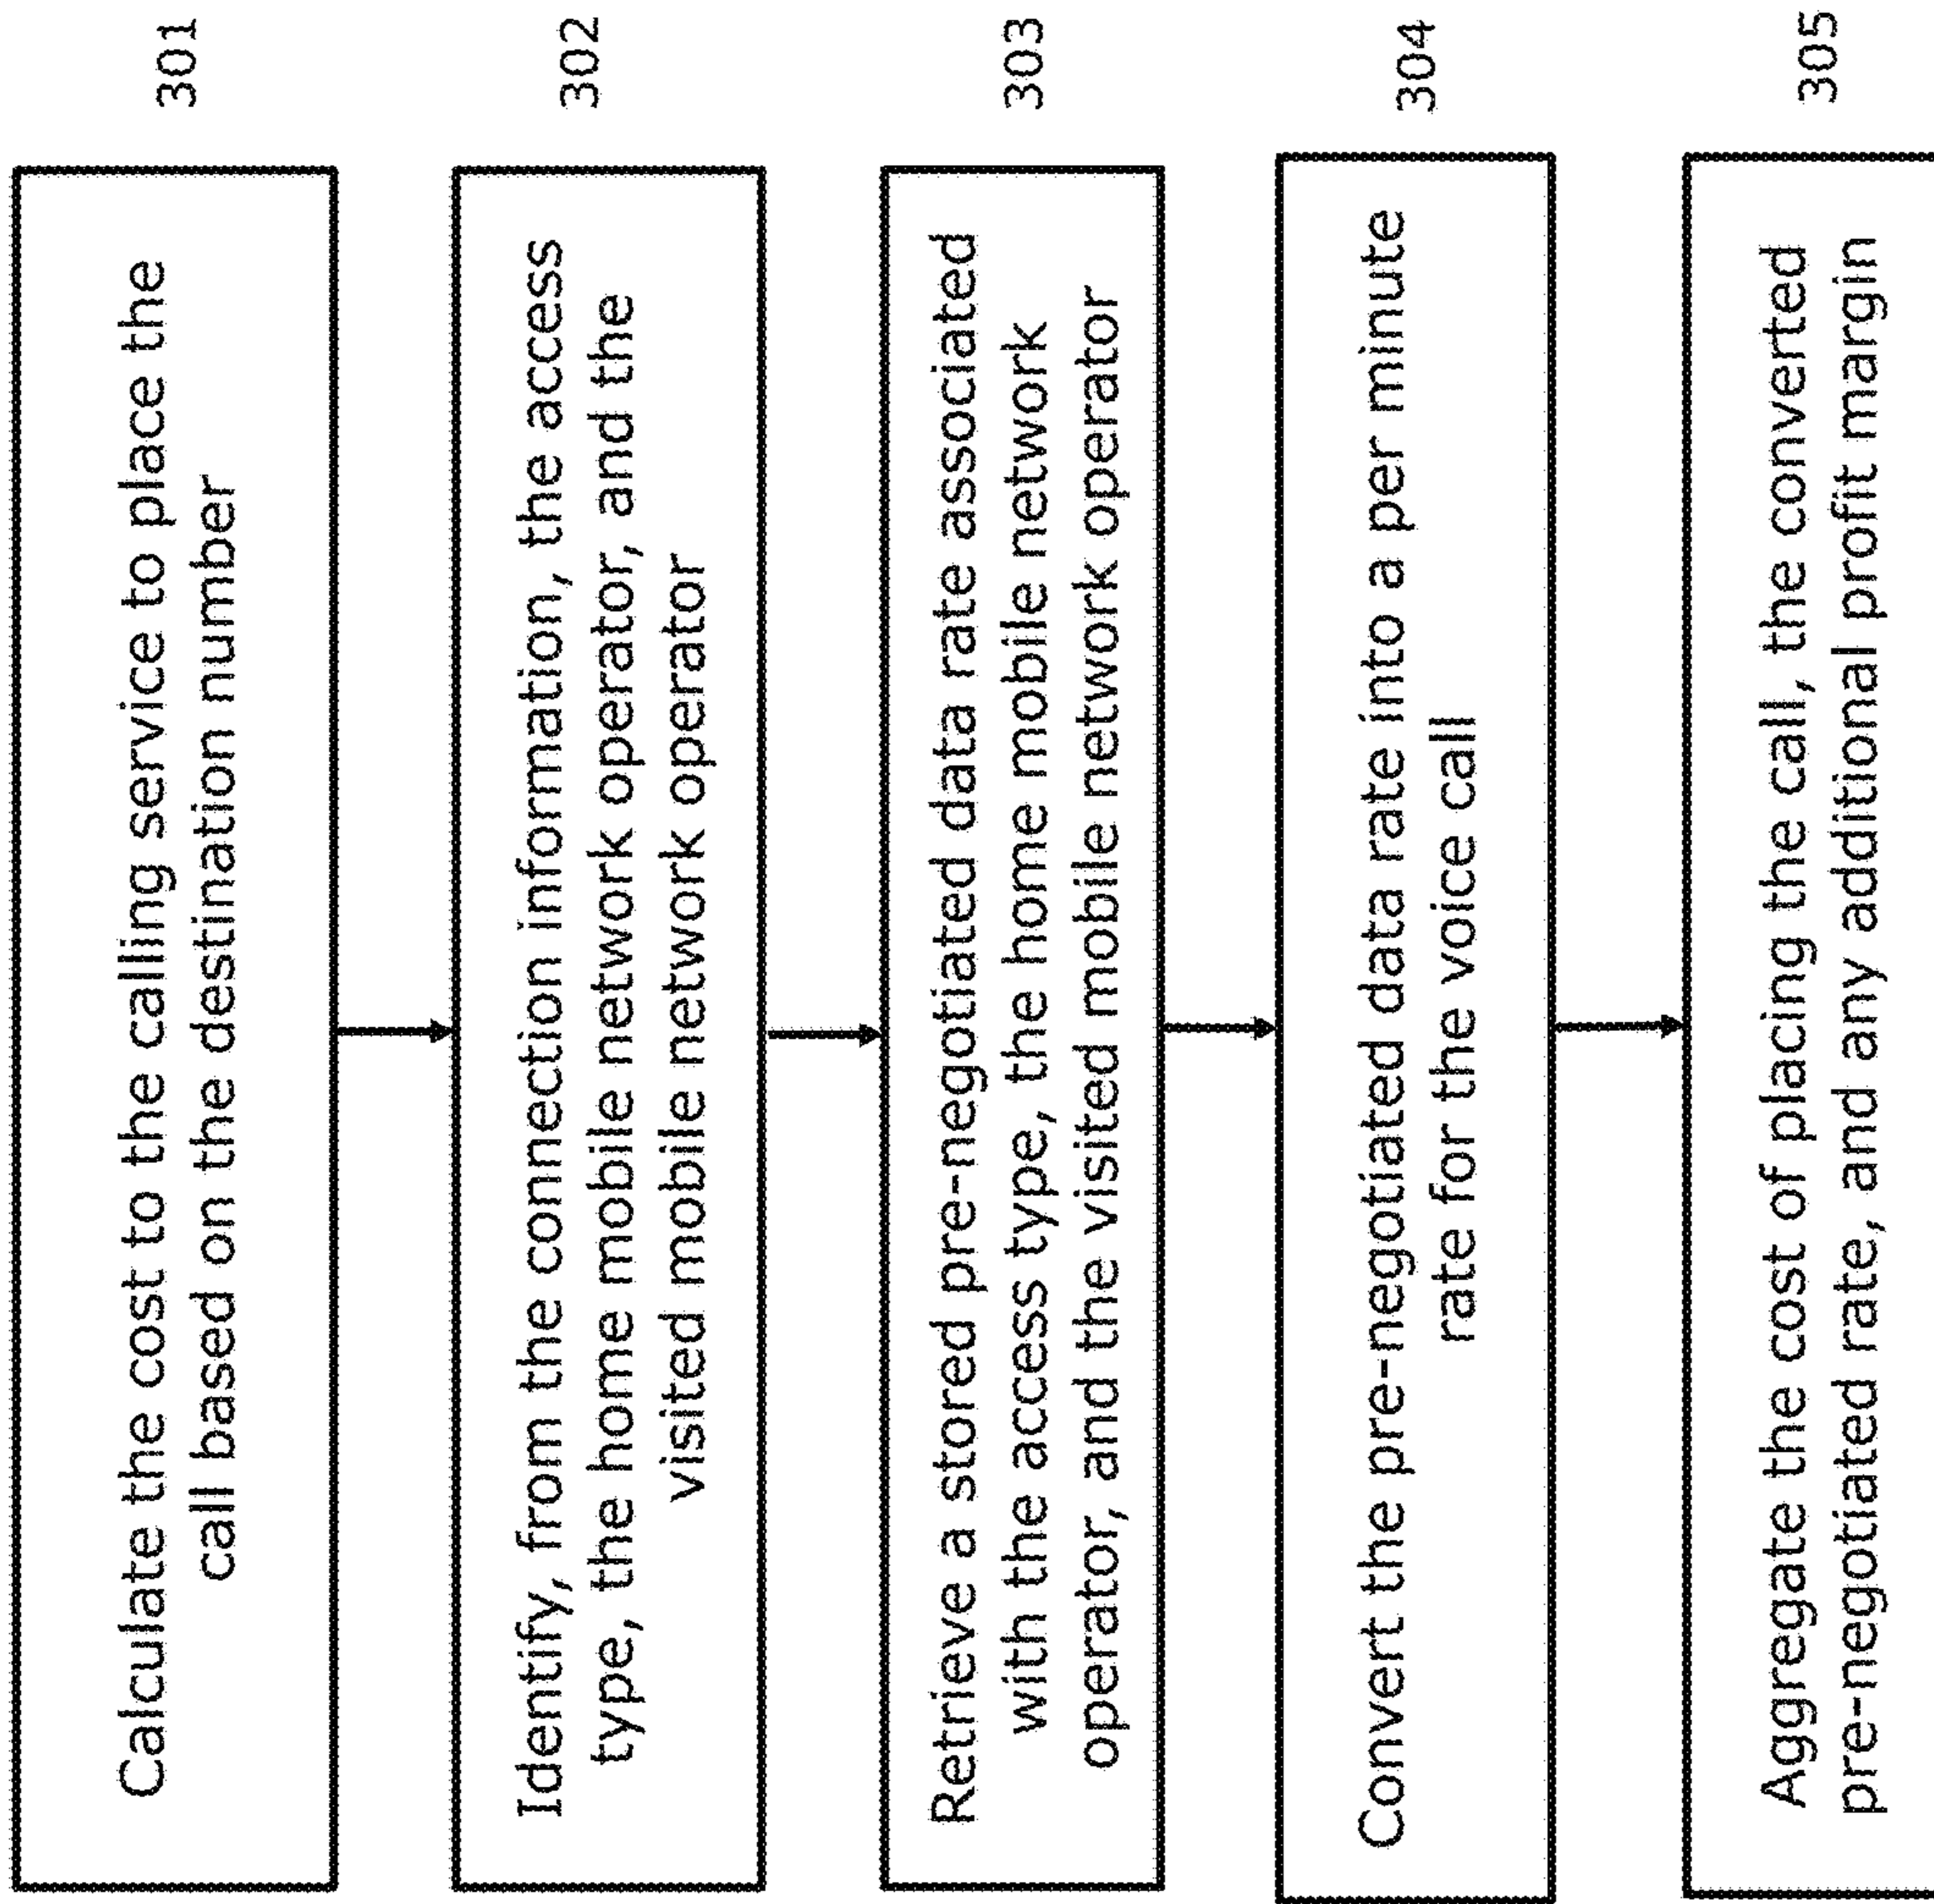 Calculate the cost to the calling service to place the
call based on the destination number
301
Identify, from the connection information, the access
type, the home mobile network operator, and the
visited mobile network operator
302
Retrieve a stored pre-negotiated data rate associated
with the access type, the home mobile network
operator, and the visited mobile network operator
303
Convert the pre-negotiated data rate into a per minute
rate for the voice call
304
Aggregate the cost of placing the call, the converted
pre-negotiated rate, and any additional profit margin
305